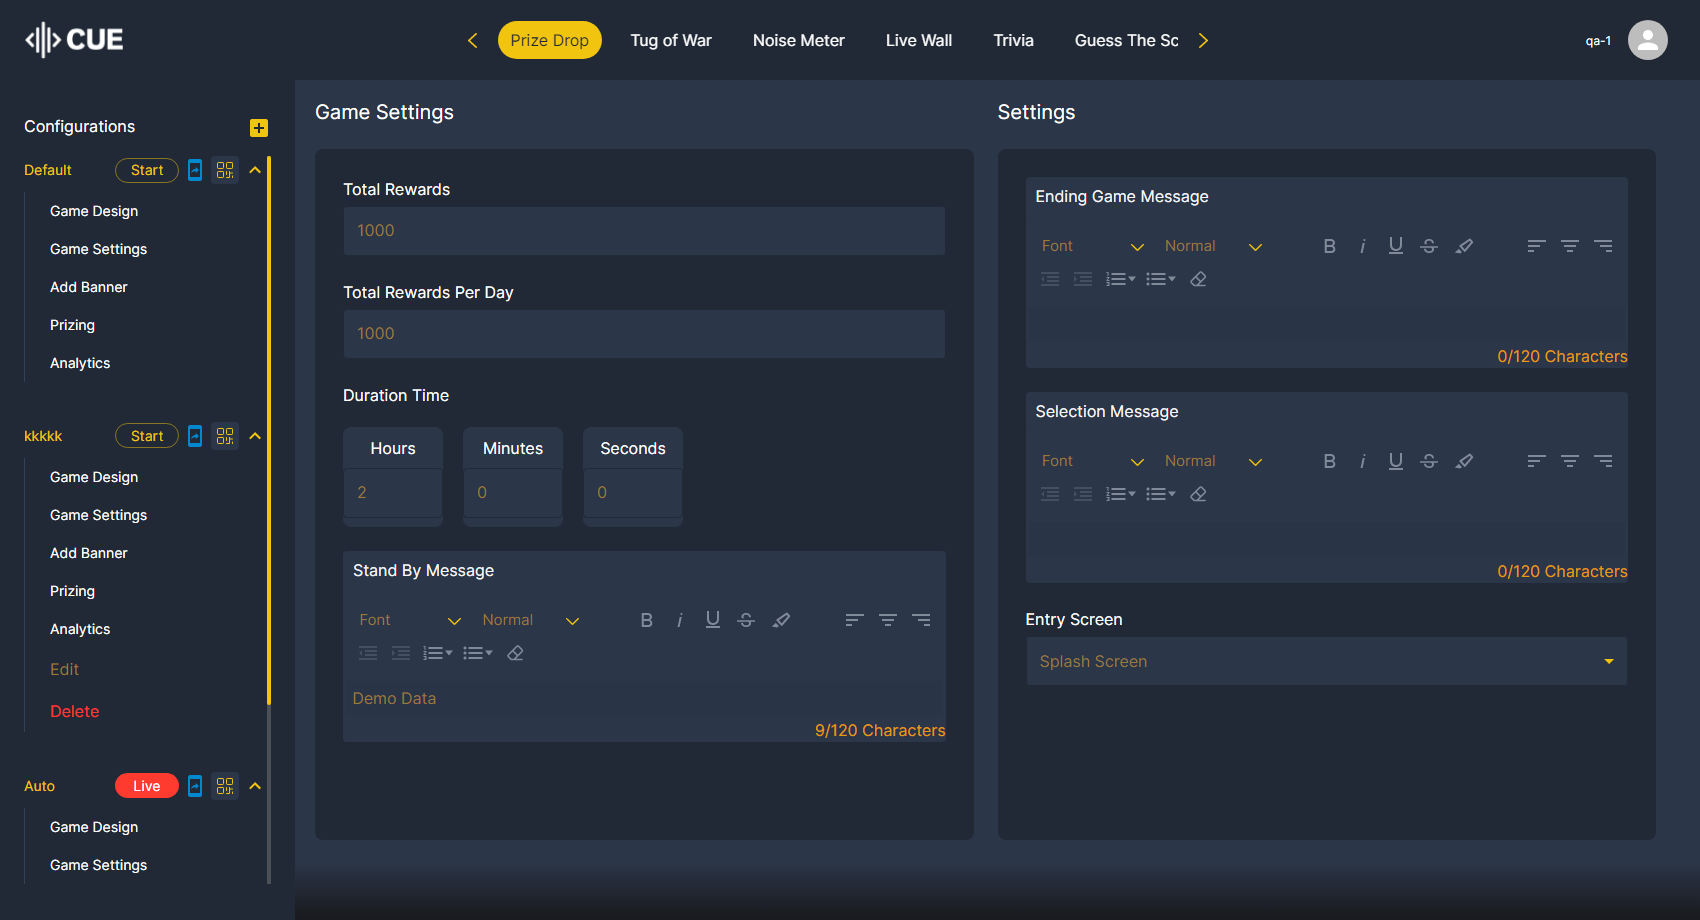 CUE
Prize Drop
Tug of War
Noise Meter
Live Wall
Trivia
Guess The Sc
qa-1
Configurations
Default
Start
Game Design
Game Settings
Add Banner
Prizing
Analytics
kkkkk
Start
Game Design
Game Settings
Add Banner
Prizing
Analytics
Edit
Delete
Auto
Live
Game Design
Game Settings
Game Settings
Total Rewards
1000
Total Rewards Per Day
1000
Duration Time
Hours
Minutes
Seconds
2
0
0
Stand By Message
Font
Normal
B i U S
Demo Data
9/120 Characters
Settings
Ending Game Message
Font
Normal
B i U S
0/120 Characters
Selection Message
Font
Normal
B i U S
0/120 Characters
Entry Screen
Splash Screen